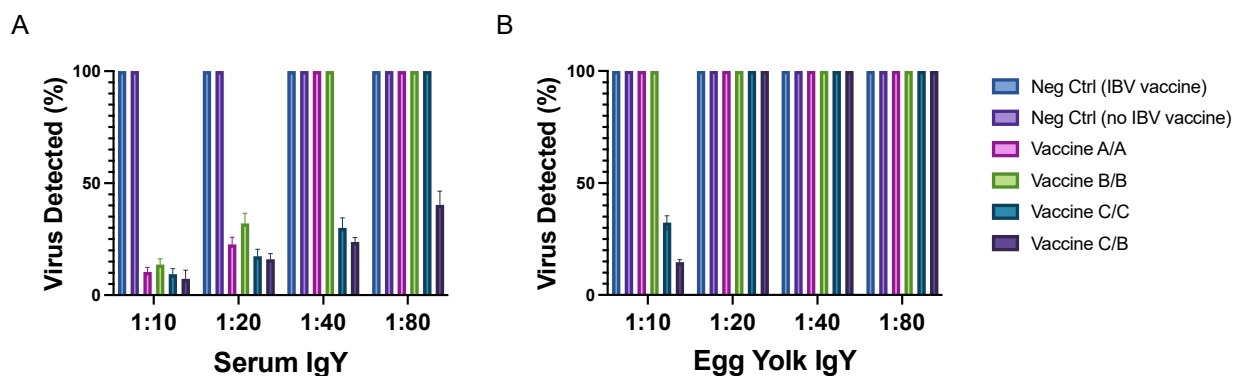 A
Virus Detected (%)
100
50
0
1:10 1:20 1:40 1:80
Serum IgY
B
Virus Detected (%)
100
50
0
1:10 1:20 1:40 1:80
Egg Yolk IgY
Neg Ctrl (IBV vaccine)
Neg Ctrl (no IBV vaccine)
Vaccine A/A
Vaccine B/B
Vaccine C/C
Vaccine C/B